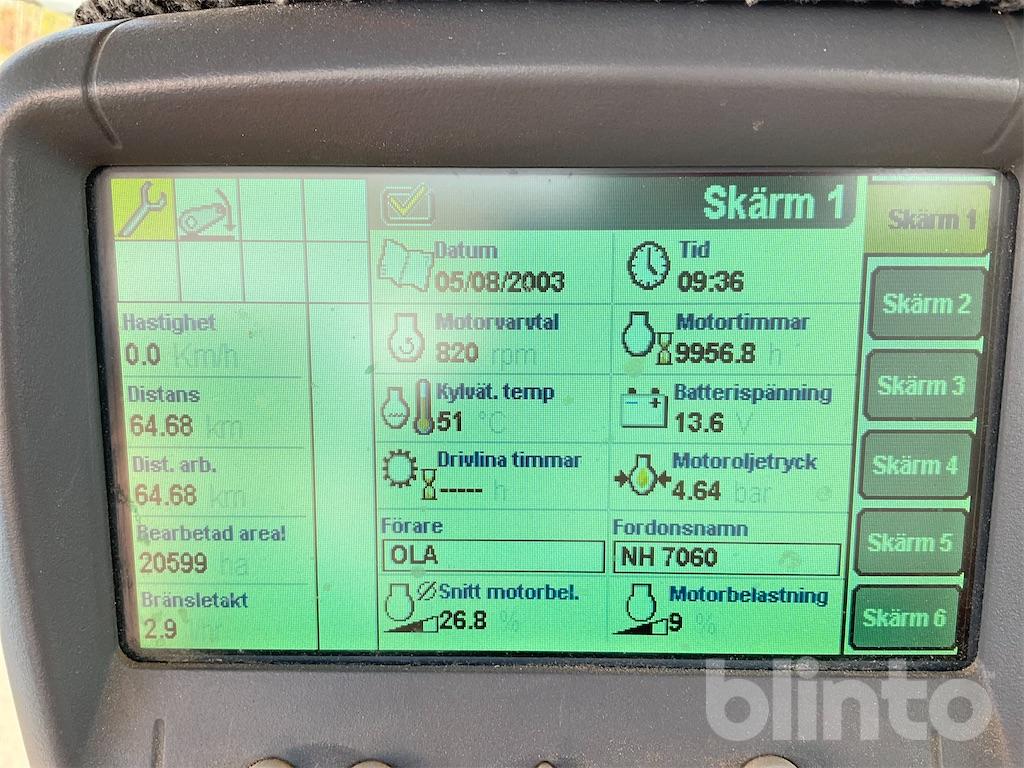 Skärm 1
Skärm 1
Datum
05/08/2003
Tid
09:36
Hastighet
0.0 Km/h
Motorvarvtal
820 rpm
Motortimmar
9956.8 h
Skärm 2
Distans
64.68 km
Kylvät. temp
51 °C
Batterispänning
13.6 V
Skärm 3
Dist. arb.
64.68 km
Drivlina timmar
----- h
Motoroljetryck
4.64 bar
Skärm 4
Bearbetad areal
20599 ha
Förare
OLA
Fordonsnamn
NH 7060
Skärm 5
Bränsletakt
2.9 l/hr
Snitt motorbel.
26.8 %
Motorbelastning
9 %
Skärm 6
blinto